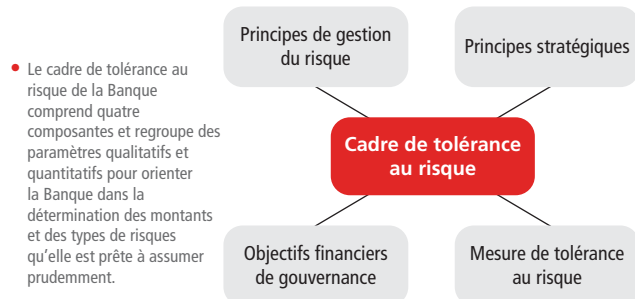 • Le cadre de tolérance au
risque de la Banque
comprend quatre
composantes et regroupe des
paramètres qualitatifs et
quantitatifs pour orienter
la Banque dans la
détermination des montants
et des types de risques
qu'elle est prête à assumer
prudemment.
Principes de gestion
du risque
Principes stratégiques
Cadre de tolérance
au risque
Objectifs financiers
de gouvernance
Mesure de tolérance
au risque